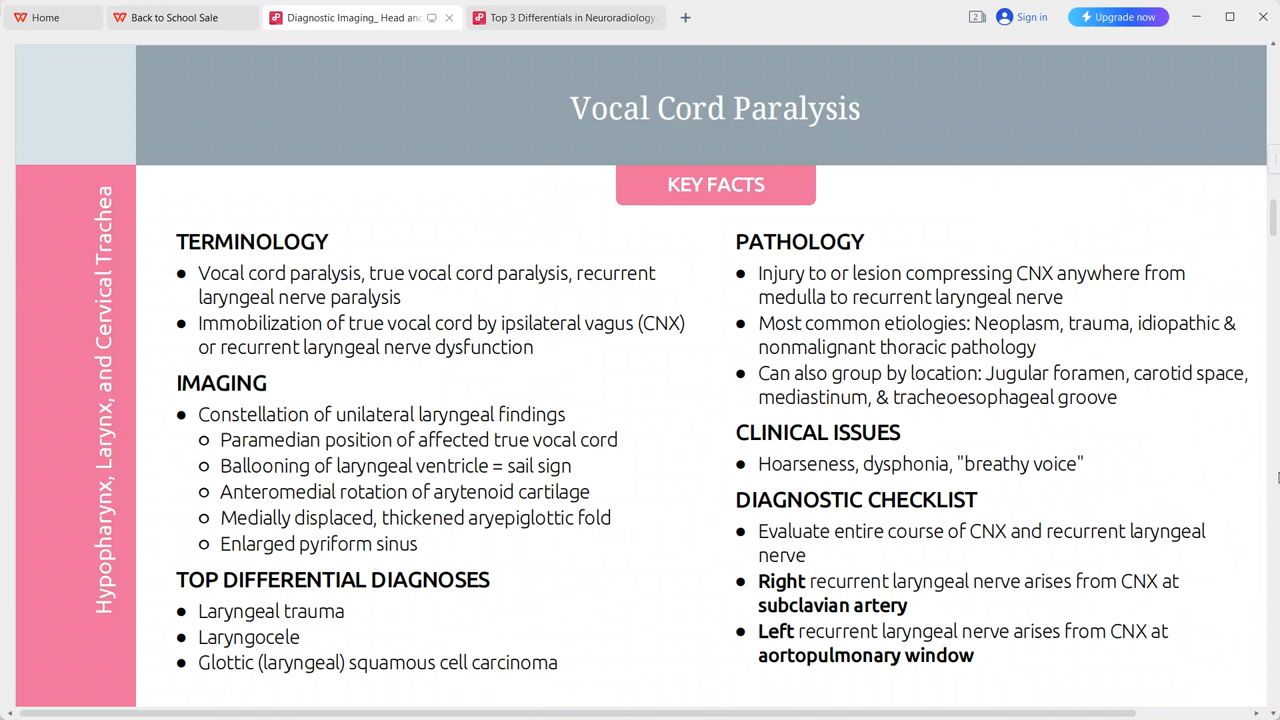 Home
Back to School Sale
Diagnostic Imaging_ Head an
Top 3 Differentials in Neuroradiology
2
Sign in
Upgrade now
Vocal Cord Paralysis
KEY FACTS
Hypopharynx, Larynx, and Cervical Trachea
TERMINOLOGY
● Vocal cord paralysis, true vocal cord paralysis, recurrent
laryngeal nerve paralysis
● Immobilization of true vocal cord by ipsilateral vagus (CNX)
or recurrent laryngeal nerve dysfunction
IMAGING
● Constellation of unilateral laryngeal findings
○ Paramedian position of affected true vocal cord
○ Ballooning of laryngeal ventricle = sail sign
○ Anteromedial rotation of arytenoid cartilage
○ Medially displaced, thickened aryepiglottic fold
○ Enlarged pyriform sinus
TOP DIFFERENTIAL DIAGNOSES
● Laryngeal trauma
● Laryngocele
● Glottic (laryngeal) squamous cell carcinoma
PATHOLOGY
● Injury to or lesion compressing CNX anywhere from
medulla to recurrent laryngeal nerve
● Most common etiologies: Neoplasm, trauma, idiopathic &
nonmalignant thoracic pathology
● Can also group by location: Jugular foramen, carotid space,
mediastinum, & tracheoesophageal groove
CLINICAL ISSUES
● Hoarseness, dysphonia, "breathy voice"
DIAGNOSTIC CHECKLIST
● Evaluate entire course of CNX and recurrent laryngeal
nerve
● Right recurrent laryngeal nerve arises from CNX at
subclavian artery
● Left recurrent laryngeal nerve arises from CNX at
aortopulmonary window